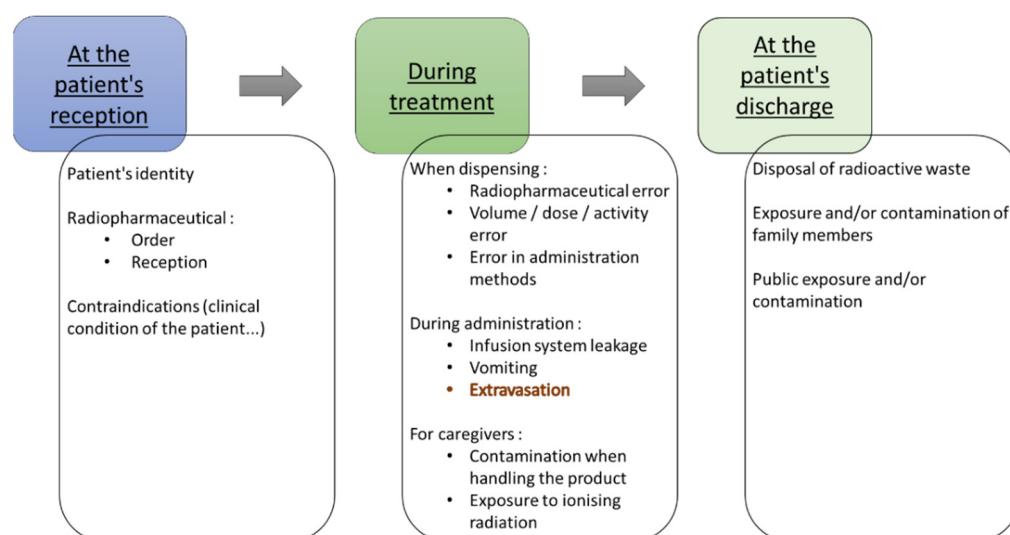 At the
patient's
reception
Patient's identity
Radiopharmaceutical :
• Order
• Reception
Contraindications (clinical
condition of the patient...)
During
treatment
When dispensing :
• Radiopharmaceutical error
• Volume / dose / activity
error
• Error in administration
methods
During administration :
• Infusion system leakage
• Vomiting
• Extravasation
For caregivers :
• Contamination when
handling the product
• Exposure to ionising
radiation
At the
patient's
discharge
Disposal of radioactive waste
Exposure and/or contamination of
family members
Public exposure and/or
contamination